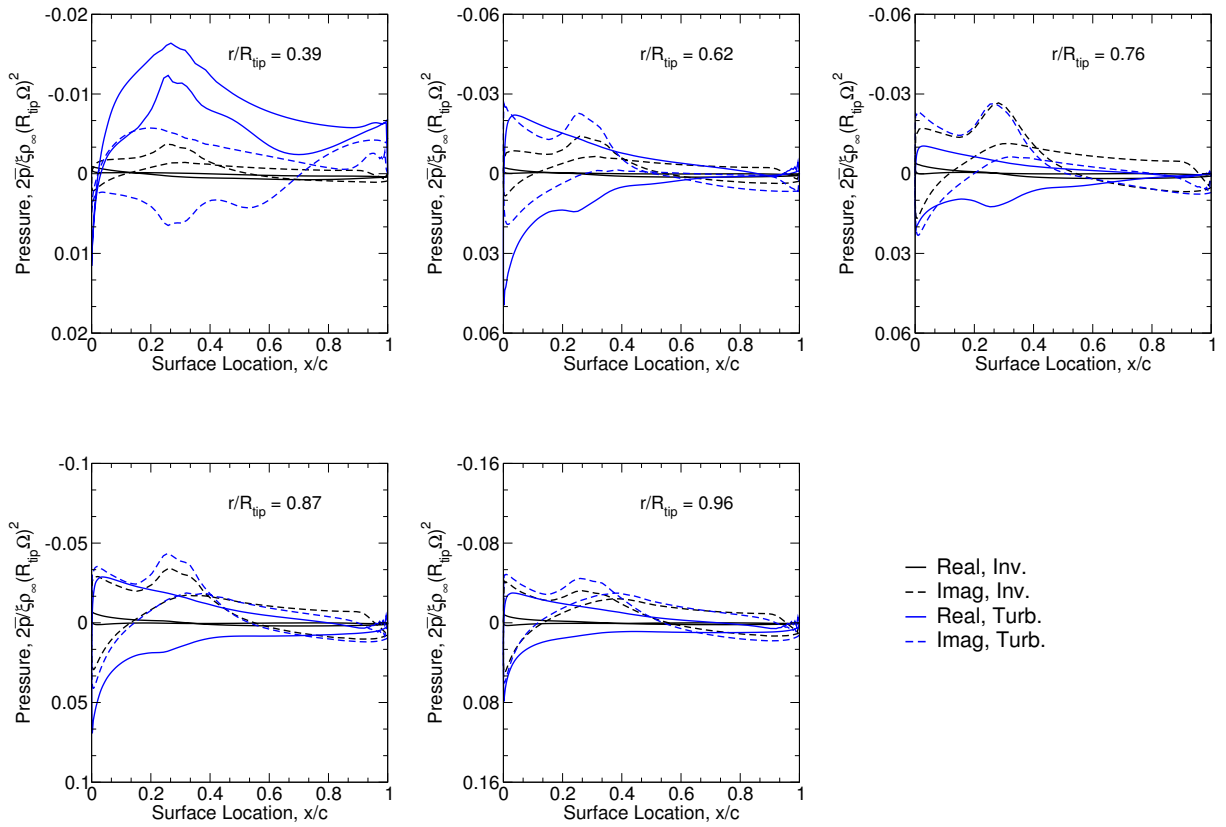 -0.02
-0.01
0
0.01
0.02
0 0.2 0.4 0.6 0.8 1
Surface Location, x/c
Pressure, 2p̅/ξρ∞(RtipΩ)²
r/Rtip = 0.39
-0.06
-0.03
0
0.03
0.06
0 0.2 0.4 0.6 0.8 1
Surface Location, x/c
Pressure, 2p̅/ξρ∞(RtipΩ)²
r/Rtip = 0.62
-0.06
-0.03
0
0.03
0.06
0 0.2 0.4 0.6 0.8 1
Surface Location, x/c
Pressure, 2p̅/ξρ∞(RtipΩ)²
r/Rtip = 0.76
-0.1
-0.05
0
0.05
0.1
0 0.2 0.4 0.6 0.8 1
Surface Location, x/c
Pressure, 2p̅/ξρ∞(RtipΩ)²
r/Rtip = 0.87
-0.16
-0.08
0
0.08
0.16
0 0.2 0.4 0.6 0.8 1
Surface Location, x/c
Pressure, 2p̅/ξρ∞(RtipΩ)²
r/Rtip = 0.96
Real, Inv.
Imag, Inv.
Real, Turb.
Imag, Turb.